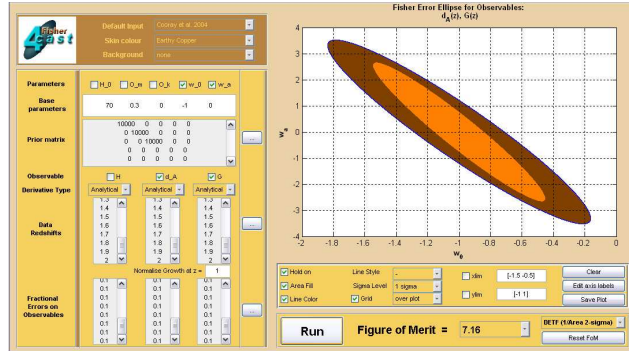 Fisher
4cast
Default Input Cooray et al. 2004
Skin colour Earthy Copper
Background none
Parameters H_0 O_m O_k w_0 w_a
Base parameters 70 0.3 0 -1 0
Prior matrix
10000 0 0 0 0
0 10000 0 0 0
0 0 10000 0 0
0 0 0 0 0
0 0 0 0 0
...
Observable H d_A G
Derivative Type Analytical Analytical Analytical
Data Redshifts
1.3 1.3 1.3
1.4 1.4 1.4
1.5 1.5 1.5
1.6 1.6 1.6
1.7 1.7 1.7
1.8 1.8 1.8
1.9 1.9 1.9
2 2 2
...
Normalise Growth at z = 1
Fractional Errors on Observables
0.1 0.1 0.1
0.1 0.1 0.1
0.1 0.1 0.1
0.1 0.1 0.1
0.1 0.1 0.1
0.1 0.1 0.1
0.1 0.1 0.1
0.1 0.1 0.1
...
Fisher Error Ellipse for Observables:
d_A(z), G(z)
4
3
2
1
0
-1
-2
-3
-4
w_a
-2 -1.8 -1.6 -1.4 -1.2 -1 -0.8 -0.6 -0.4 -0.2 0
w_0
Hold on Line Style - xlim [-1.5 -0.5] Clear
Area Fill Sigma Level 1 sigma Edit axis labels
Line Color Grid over plot ylim [-1 1] Save Plot
Run Figure of Merit = 7.16 DETF (1/Area 2-sigma)
Reset FoM